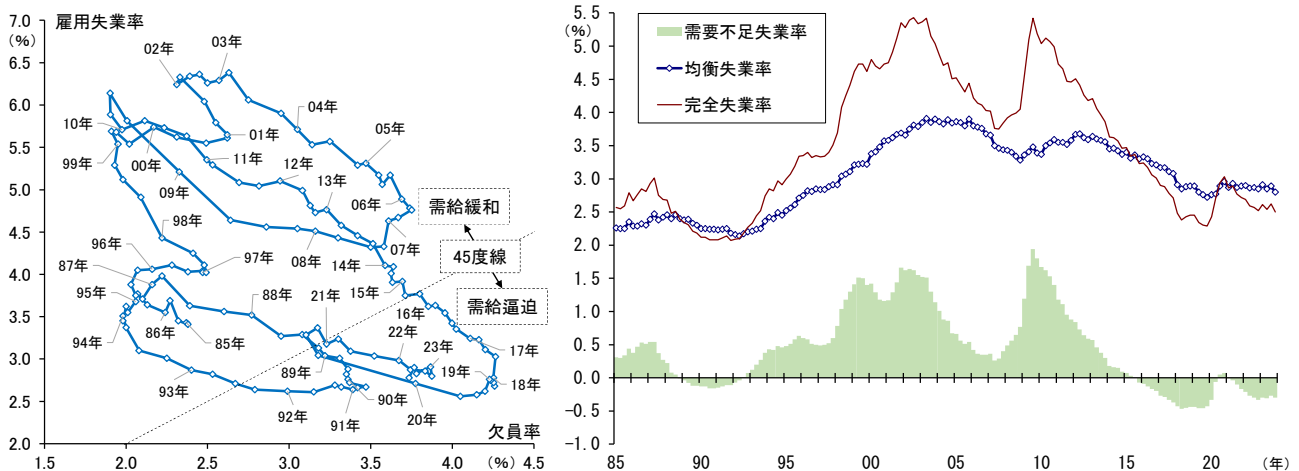 雇用失業率
(%)
7.0
6.5
6.0
5.5
5.0
4.5
4.0
3.5
3.0
2.5
2.0
1.5
2.0
2.5
3.0
3.5
4.0
4.5
(%)
欠員率
02年
03年
04年
05年
01年
10年
99年
00年
09年
11年
12年
13年
06年
07年
98年
08年
96年
97年
87年
95年
94年
86年
85年
88年
21年
14年
15年
16年
22年
17年
89年
23年
19年
18年
93年
92年
91年
90年
20年
需給緩和
45度線
需給逼迫
(%)
5.5
5.0
4.5
4.0
3.5
3.0
2.5
2.0
1.5
1.0
0.5
0.0
−0.5
−1.0
需要不足失業率
均衡失業率
完全失業率
85
90
95
00
05
10
15
20
(年)